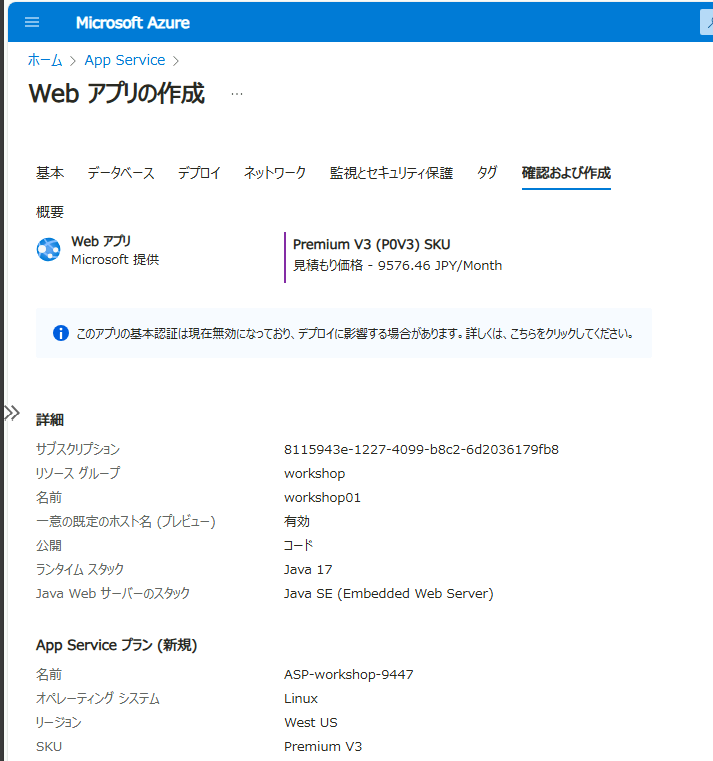 Microsoft Azure
ホーム > App Service >
Web アプリの作成 …
基本 データベース デプロイ ネットワーク 監視とセキュリティ保護 タグ 確認および作成
概要
Web アプリ
Microsoft 提供
Premium V3 (P0V3) SKU
見積もり価格 - 9576.46 JPY/Month
このアプリの基本認証は現在無効になっており、デプロイに影響する場合があります。詳しくは、こちらをクリックしてください。
詳細
サブスクリプション 8115943e-1227-4099-b8c2-6d2036179fb8
リソース グループ workshop
名前 workshop01
一意の既定のホスト名 (プレビュー) 有効
公開 コード
ランタイム スタック Java 17
Java Web サーバーのスタック Java SE (Embedded Web Server)
App Service プラン (新規)
名前 ASP-workshop-9447
オペレーティング システム Linux
リージョン West US
SKU Premium V3